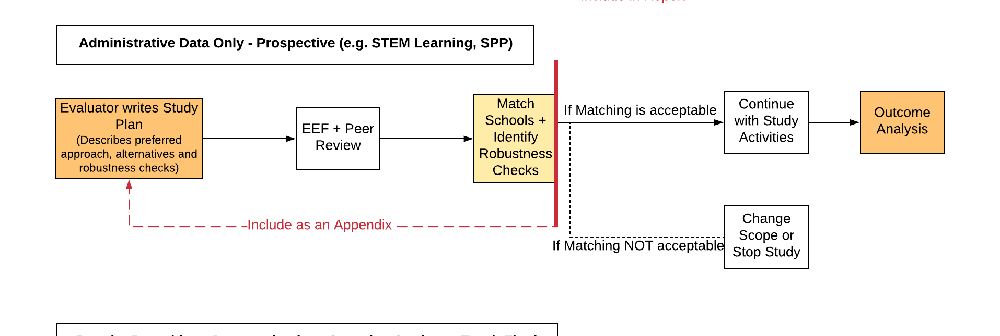 Administrative Data Only - Prospective (e.g. STEM Learning, SPP)
Evaluator writes Study
Plan
(Describes preferred
approach, alternatives and
robustness checks)
EEF + Peer
Review
Match
Schools +
Identify
Robustness
Checks
If Matching is acceptable
Continue
with Study
Activities
Outcome
Analysis
Include as an Appendix
If Matching NOT acceptable
Change
Scope or
Stop Study